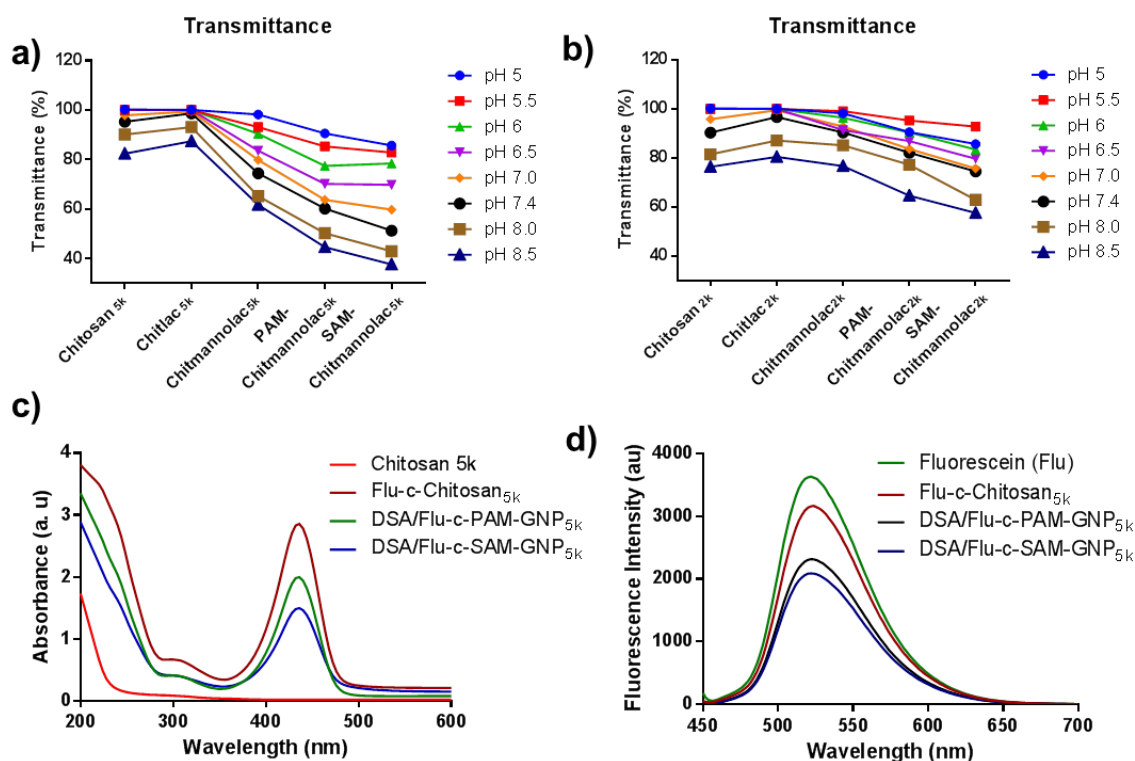 a)
Transmittance
Transmittance (%)
120
100
80
60
40
Chitosan 5k
Chitlac 5k
Chitmannolac 5k
PAM-
Chitmannolac 5k
SAM-
Chitmannolac 5k
pH 5
pH 5.5
pH 6
pH 6.5
pH 7.0
pH 7.4
pH 8.0
pH 8.5
b)
Transmittance
Transmittance (%)
120
100
80
60
40
Chitosan 2k
Chitlac 2k
Chitmannolac 2k
PAM-
Chitmannolac 2k
SAM-
Chitmannolac 2k
pH 5
pH 5.5
pH 6
pH 6.5
pH 7.0
pH 7.4
pH 8.0
pH 8.5
c)
Absorbance (a. u)
4
3
2
1
0
200
300
400
500
600
Wavelength (nm)
Chitosan 5k
Flu-c-Chitosan5k
DSA/Flu-c-PAM-GNP5k
DSA/Flu-c-SAM-GNP5k
d)
Fluorescence Intensity (au)
4000
3000
2000
1000
0
450
500
550
600
650
700
Wavelength (nm)
Fluorescein (Flu)
Flu-c-Chitosan5k
DSA/Flu-c-PAM-GNP5k
DSA/Flu-c-SAM-GNP5k